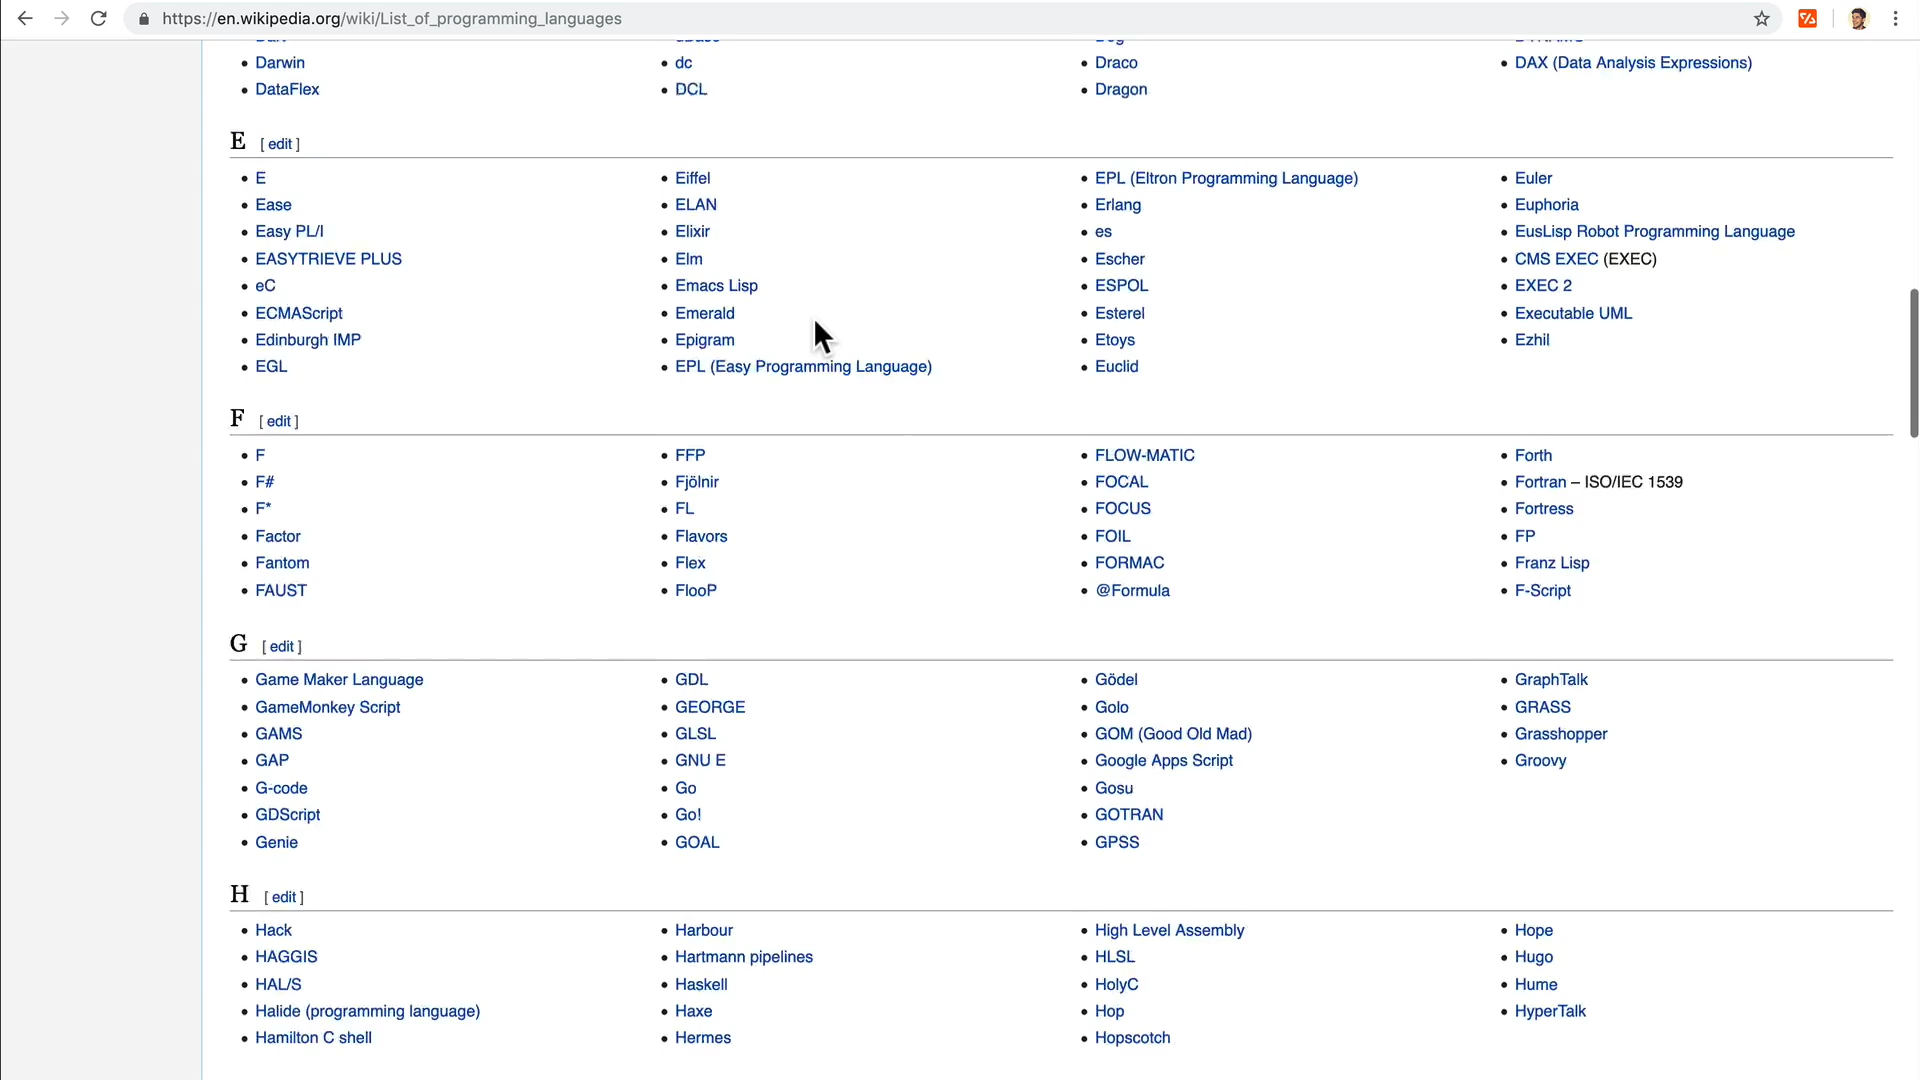 https://en.wikipedia.org/wiki/List_of_programming_languages
Darwin
DataFlex
dc
DCL
Draco
Dragon
DAX (Data Analysis Expressions)
E [ edit ]
E
Ease
Easy PL/I
EASYTRIEVE PLUS
eC
ECMAScript
Edinburgh IMP
EGL
Eiffel
ELAN
Elixir
Elm
Emacs Lisp
Emerald
Epigram
EPL (Easy Programming Language)
EPL (Eltron Programming Language)
Erlang
es
Escher
ESPOL
Esterel
Etoys
Euclid
Euler
Euphoria
EusLisp Robot Programming Language
CMS EXEC (EXEC)
EXEC 2
Executable UML
Ezhil
F [ edit ]
F
F#
F*
Factor
Fantom
FAUST
FFP
Fjölnir
FL
Flavors
Flex
FlooP
FLOW-MATIC
FOCAL
FOCUS
FOIL
FORMAC
@Formula
Forth
Fortran – ISO/IEC 1539
Fortress
FP
Franz Lisp
F-Script
G [ edit ]
Game Maker Language
GameMonkey Script
GAMS
GAP
G-code
GDScript
Genie
GDL
GEORGE
GLSL
GNU E
Go
Go!
GOAL
Gödel
Golo
GOM (Good Old Mad)
Google Apps Script
Gosu
GOTRAN
GPSS
GraphTalk
GRASS
Grasshopper
Groovy
H [ edit ]
Hack
HAGGIS
HAL/S
Halide (programming language)
Hamilton C shell
Harbour
Hartmann pipelines
Haskell
Haxe
Hermes
High Level Assembly
HLSL
HolyC
Hop
Hopscotch
Hope
Hugo
Hume
HyperTalk